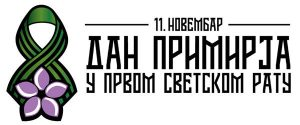 11. НОВЕМБАР
ДАН ПРИМИРЈА
У ПРВОМ СВЕТСКОМ РАТУ